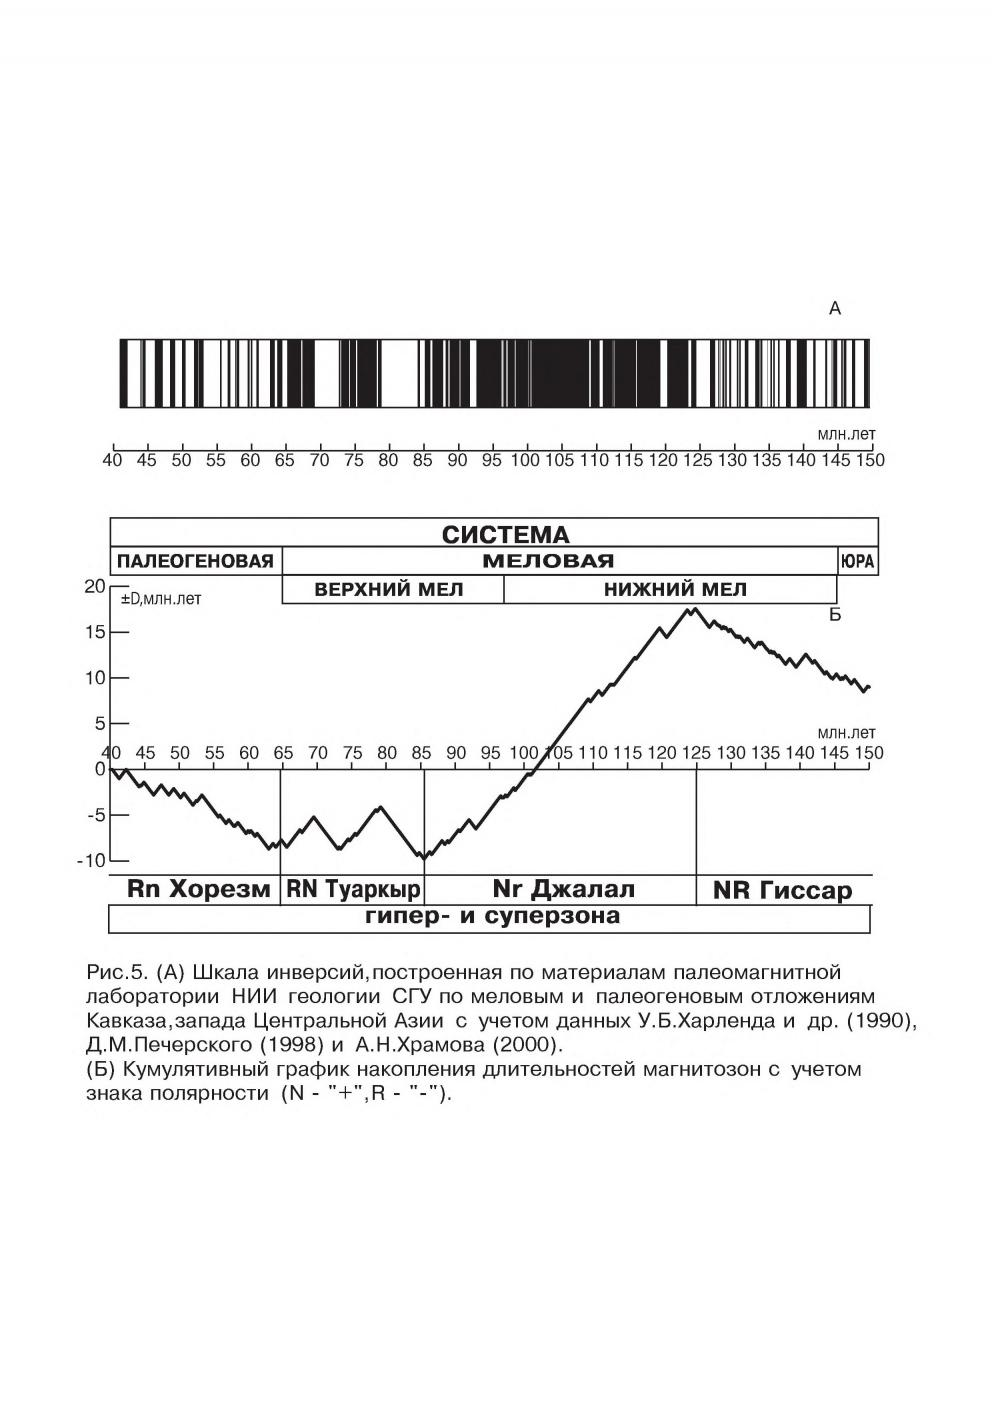 А
млн.лет
40 45 50 55 60 65 70 75 80 85 90 95 100 105 110 115 120 125 130 135 140 145 150
СИСТЕМА
ПАЛЕОГЕНОВАЯ МЕЛОВАЯ ЮРА
ВЕРХНИЙ МЕЛ НИЖНИЙ МЕЛ
20
±D,млн.лет
Б
15
10
5
млн.лет
40 45 50 55 60 65 70 75 80 85 90 95 100 105 110 115 120 125 130 135 140 145 150
0
-5
-10
Rn Хорезм RN Туаркыр Nr Джалал NR Гиссар
гипер- и суперзона
Рис.5. (А) Шкала инверсий,построенная по материалам палеомагнитной
лаборатории НИИ геологии СГУ по меловым и палеогеновым отложениям
Кавказа,запада Центральной Азии с учетом данных У.Б.Харленда и др. (1990),
Д.М.Печерского (1998) и А.Н.Храмова (2000).
(Б) Кумулятивный график накопления длительностей магнитозон с учетом
знака полярности (N - "+",R - "-").